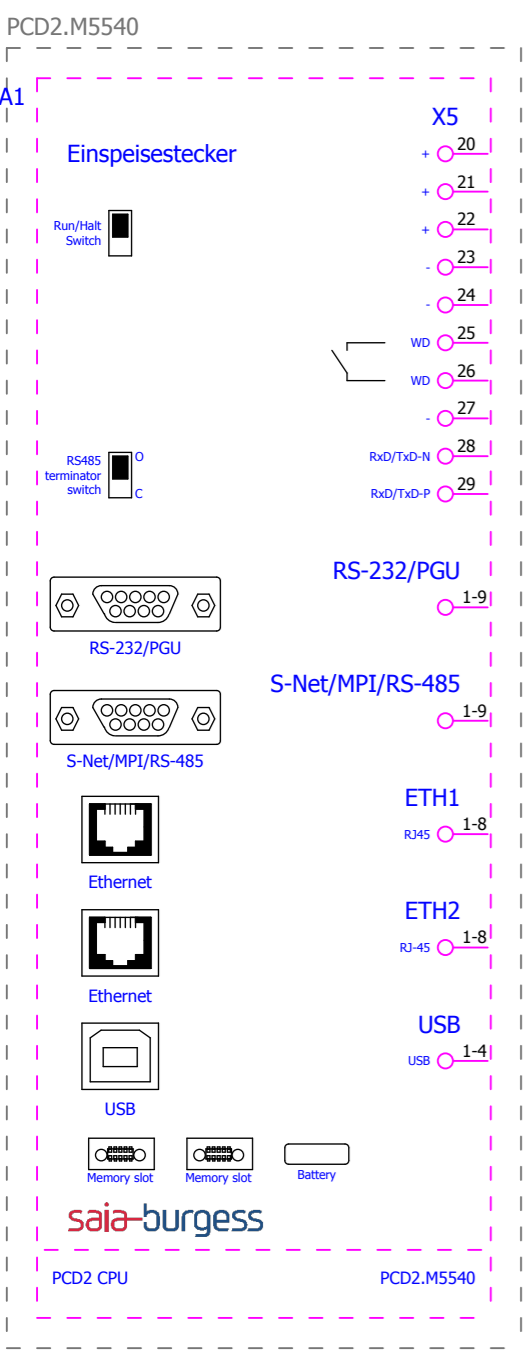 PCD2.M5540
A1
X5
Einspeisestecker
+ 20
+ 21
Run/Halt
Switch
+ 22
- 23
- 24
WD 25
WD 26
- 27
RS485
terminator
switch
O
C
RxD/TxD-N 28
RxD/TxD-P 29
RS-232/PGU
1-9
RS-232/PGU
S-Net/MPI/RS-485
1-9
S-Net/MPI/RS-485
ETH1
RJ45 1-8
Ethernet
ETH2
RJ-45 1-8
Ethernet
USB
USB 1-4
USB
Memory slot Memory slot Battery
saia-burgess
PCD2 CPU PCD2.M5540